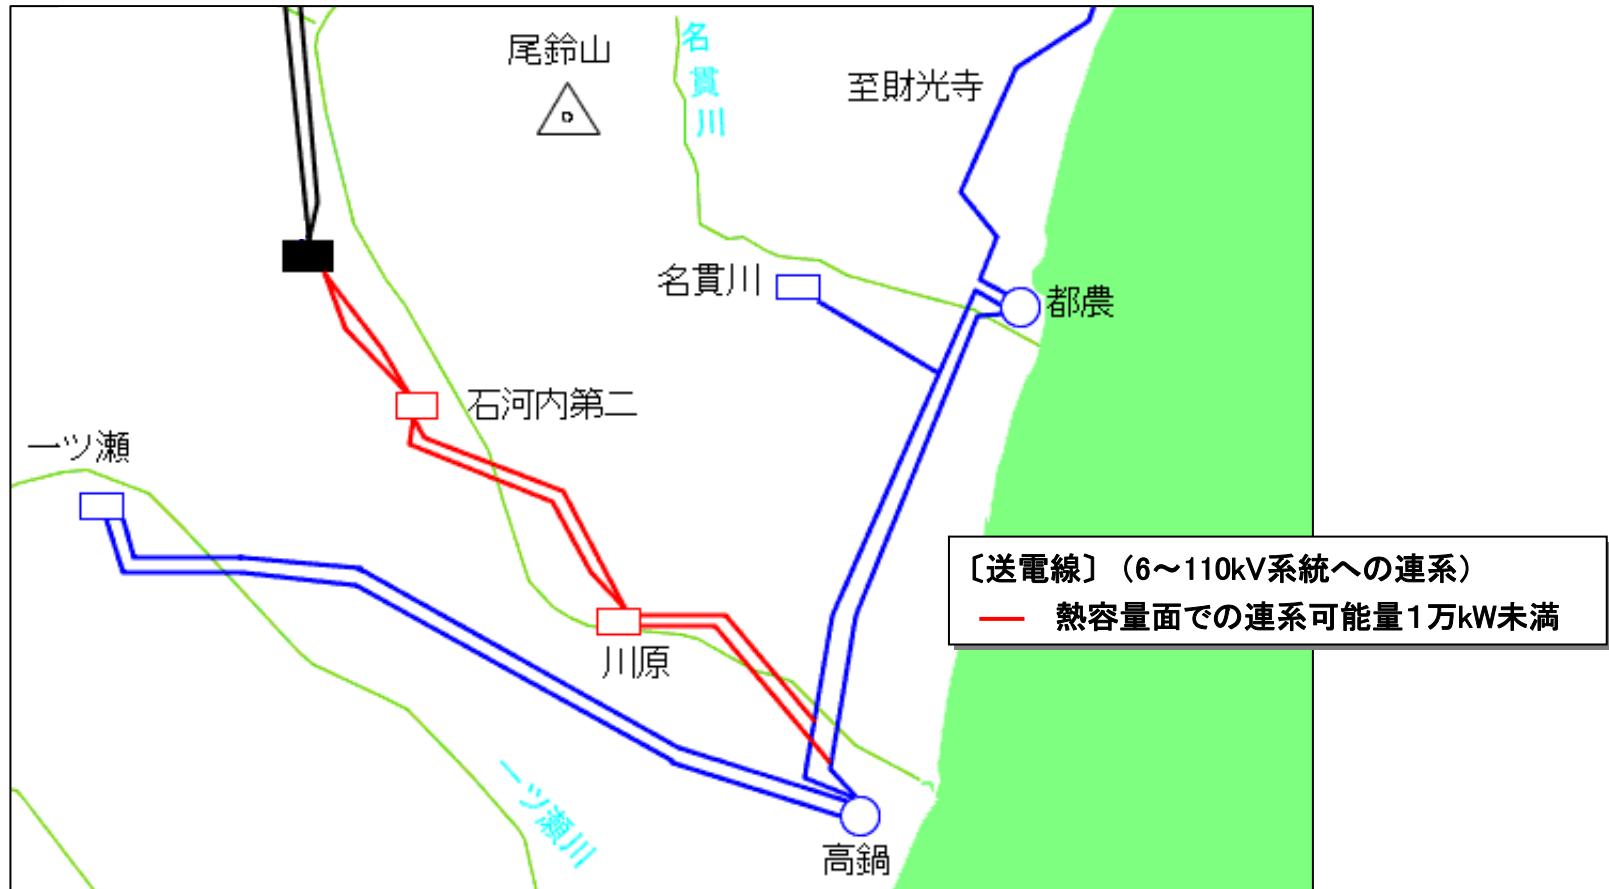 尾鈴山
名貫川
至財光寺
名貫川
都農
石河内第二
一ツ瀬
〔送電線〕（6～110kV系統への連系）
熱容量面での連系可能量１万kW未満
川原
一ツ瀬川
高鍋